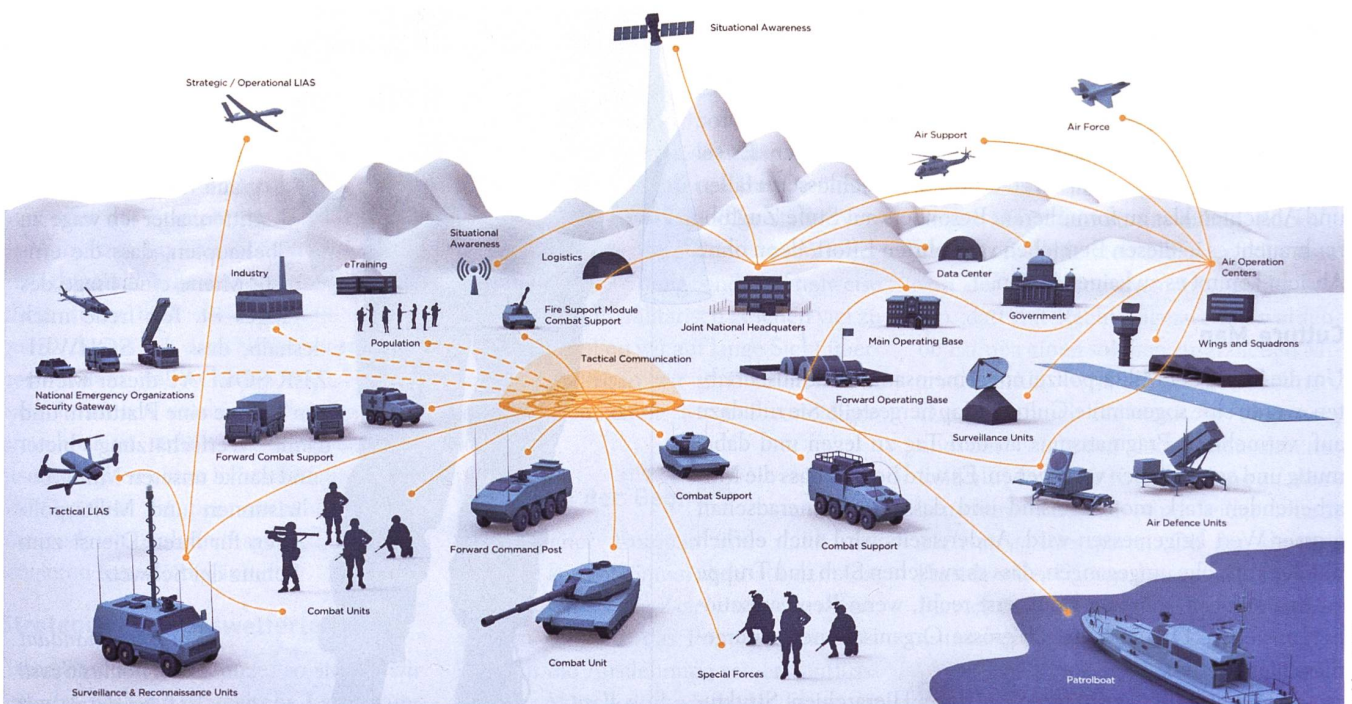 Situational Awareness
Strategic / Operational LIAS
Air Force
Air Support
Situational
Awareness
Logistics
eTraining
Industry
Data Center
Air Operation
Centers
Fire Support Module
Combat Support
Joint National Headquaters
Government
Population
Main Operating Base
Wings and Squadrons
Tactical Communication
National Emergency Organizations
Security Forces
Forward Operating Base
Surveillance Units
Forward Combat Support
Combat Support
Tactical LIAS
Air Defence Units
Forward Command Post
Combat Support
Combat Units
Combat Unit
Special Forces
Patrolboat
Surveillance & Reconnaissance Units